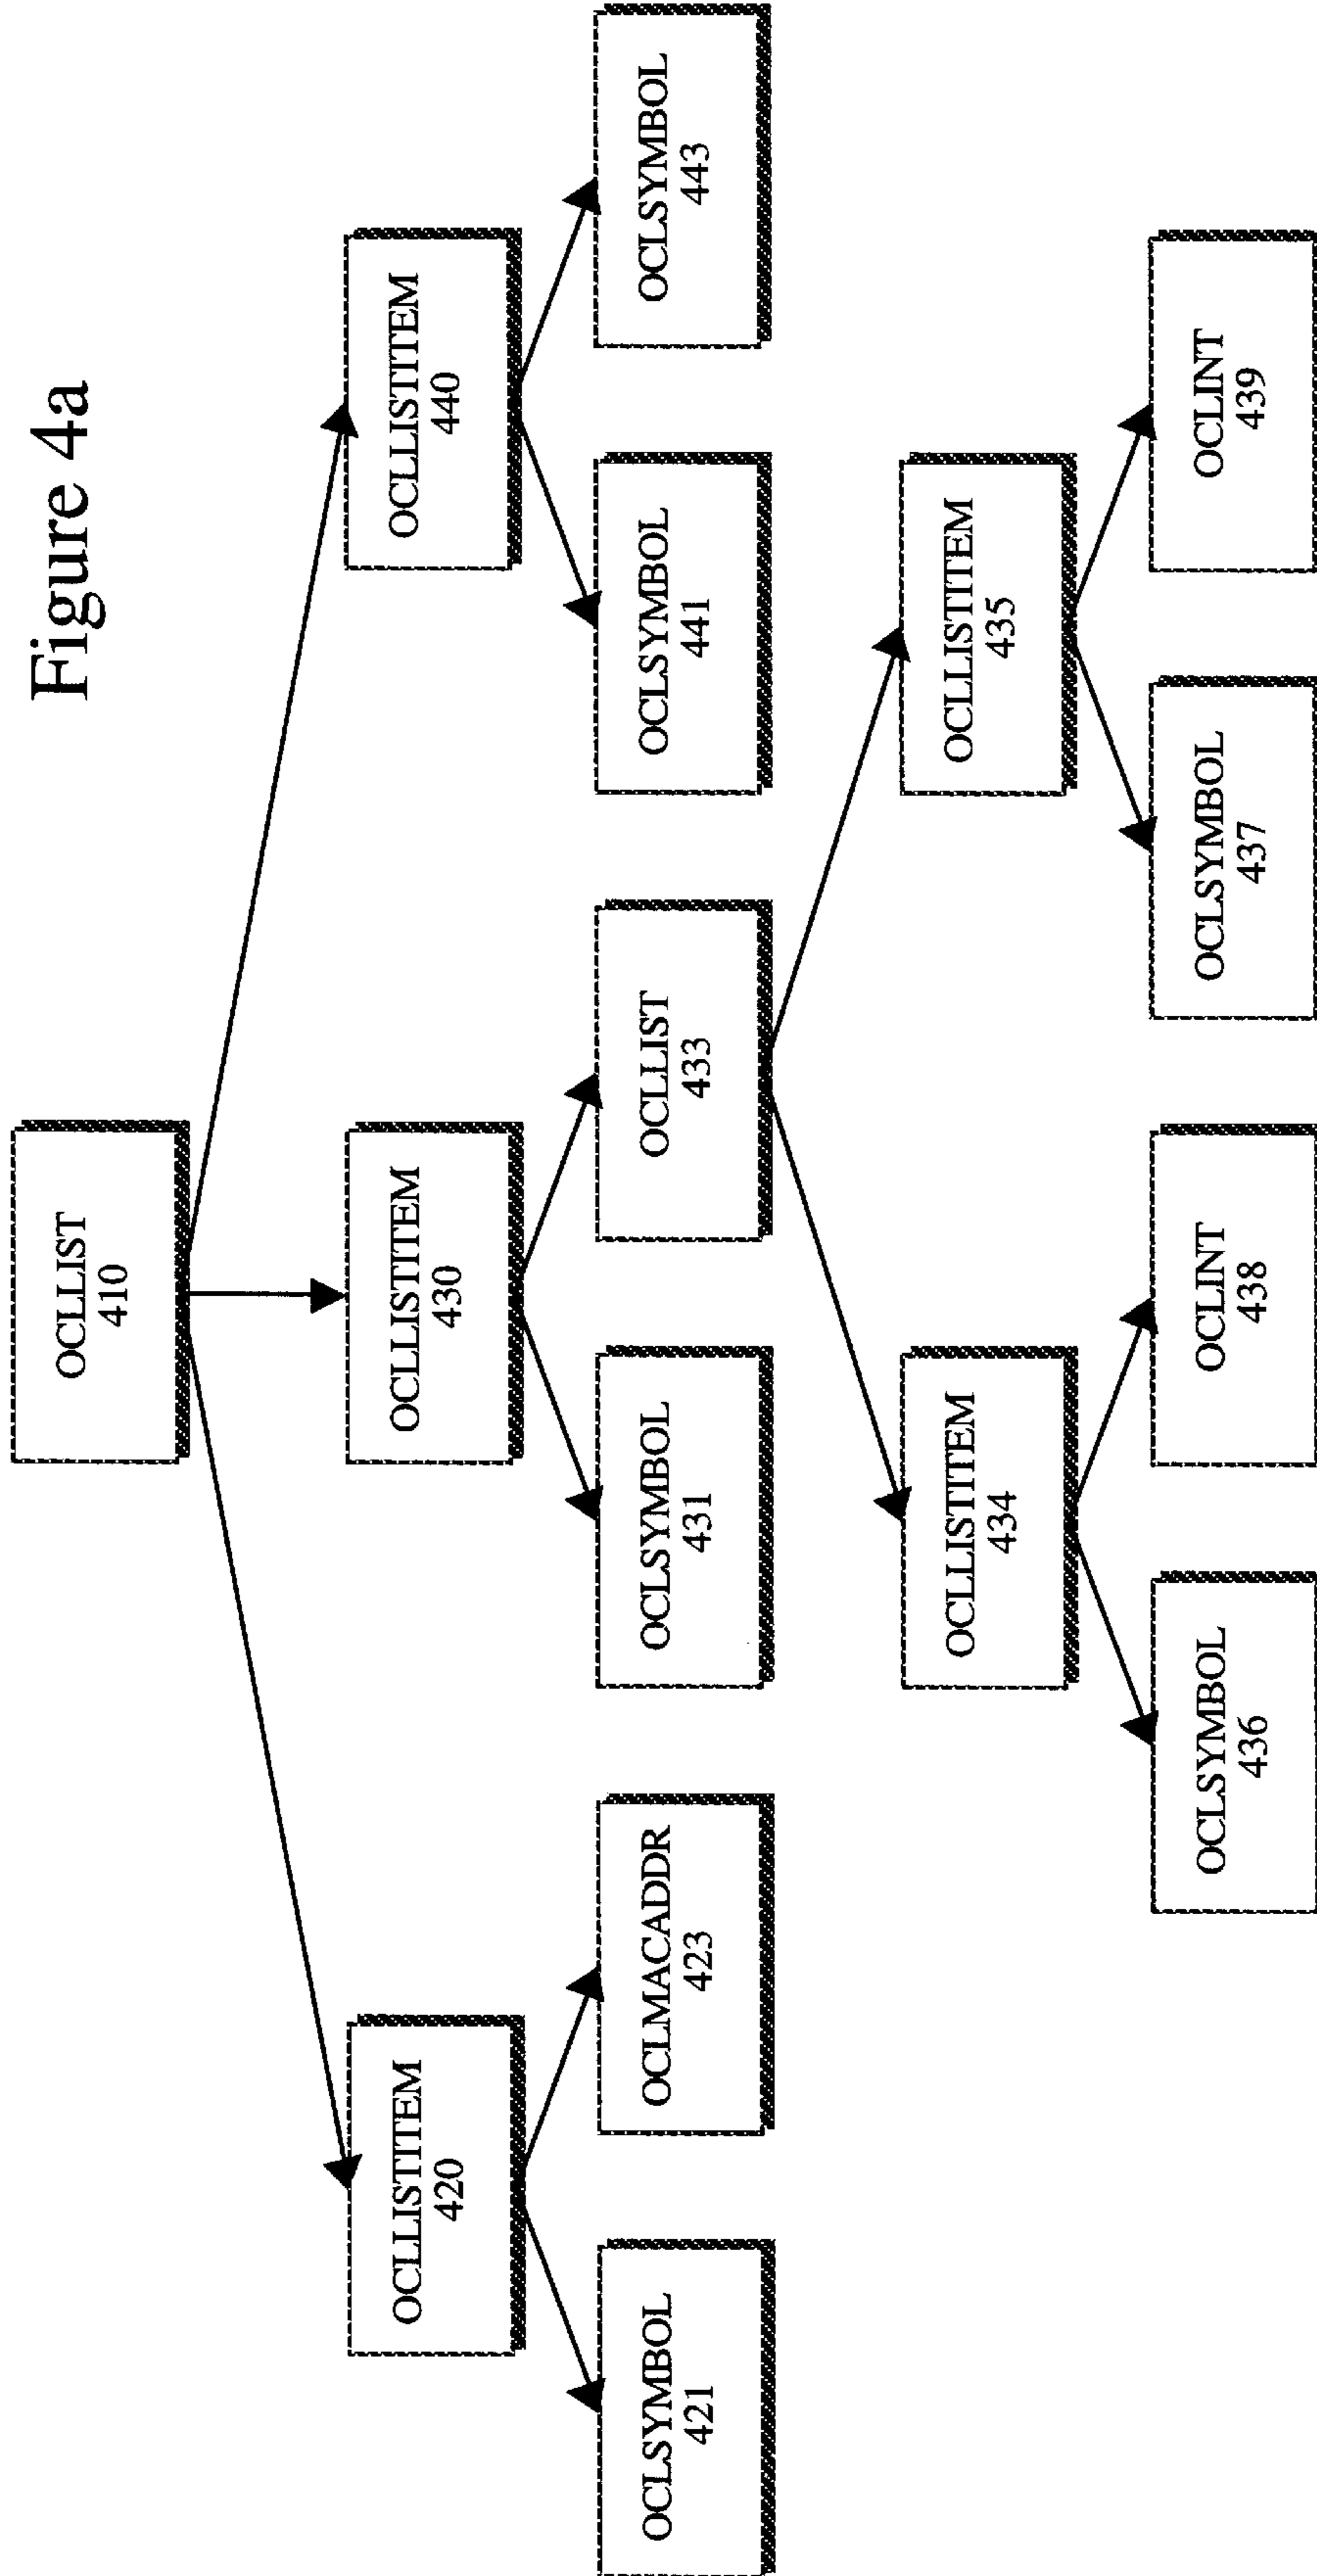 Figure 4a
OCLLIST
410
OCLLISTITEM
420
OCLLISTITEM
430
OCLLISTITEM
440
OCLSYMBOL
421
OCLMACADDR
423
OCLSYMBOL
431
OCLLIST
433
OCLSYMBOL
441
OCLSYMBOL
443
OCLLISTITEM
434
OCLLISTITEM
435
OCLSYMBOL
436
OCLINT
438
OCLSYMBOL
437
OCLINT
439